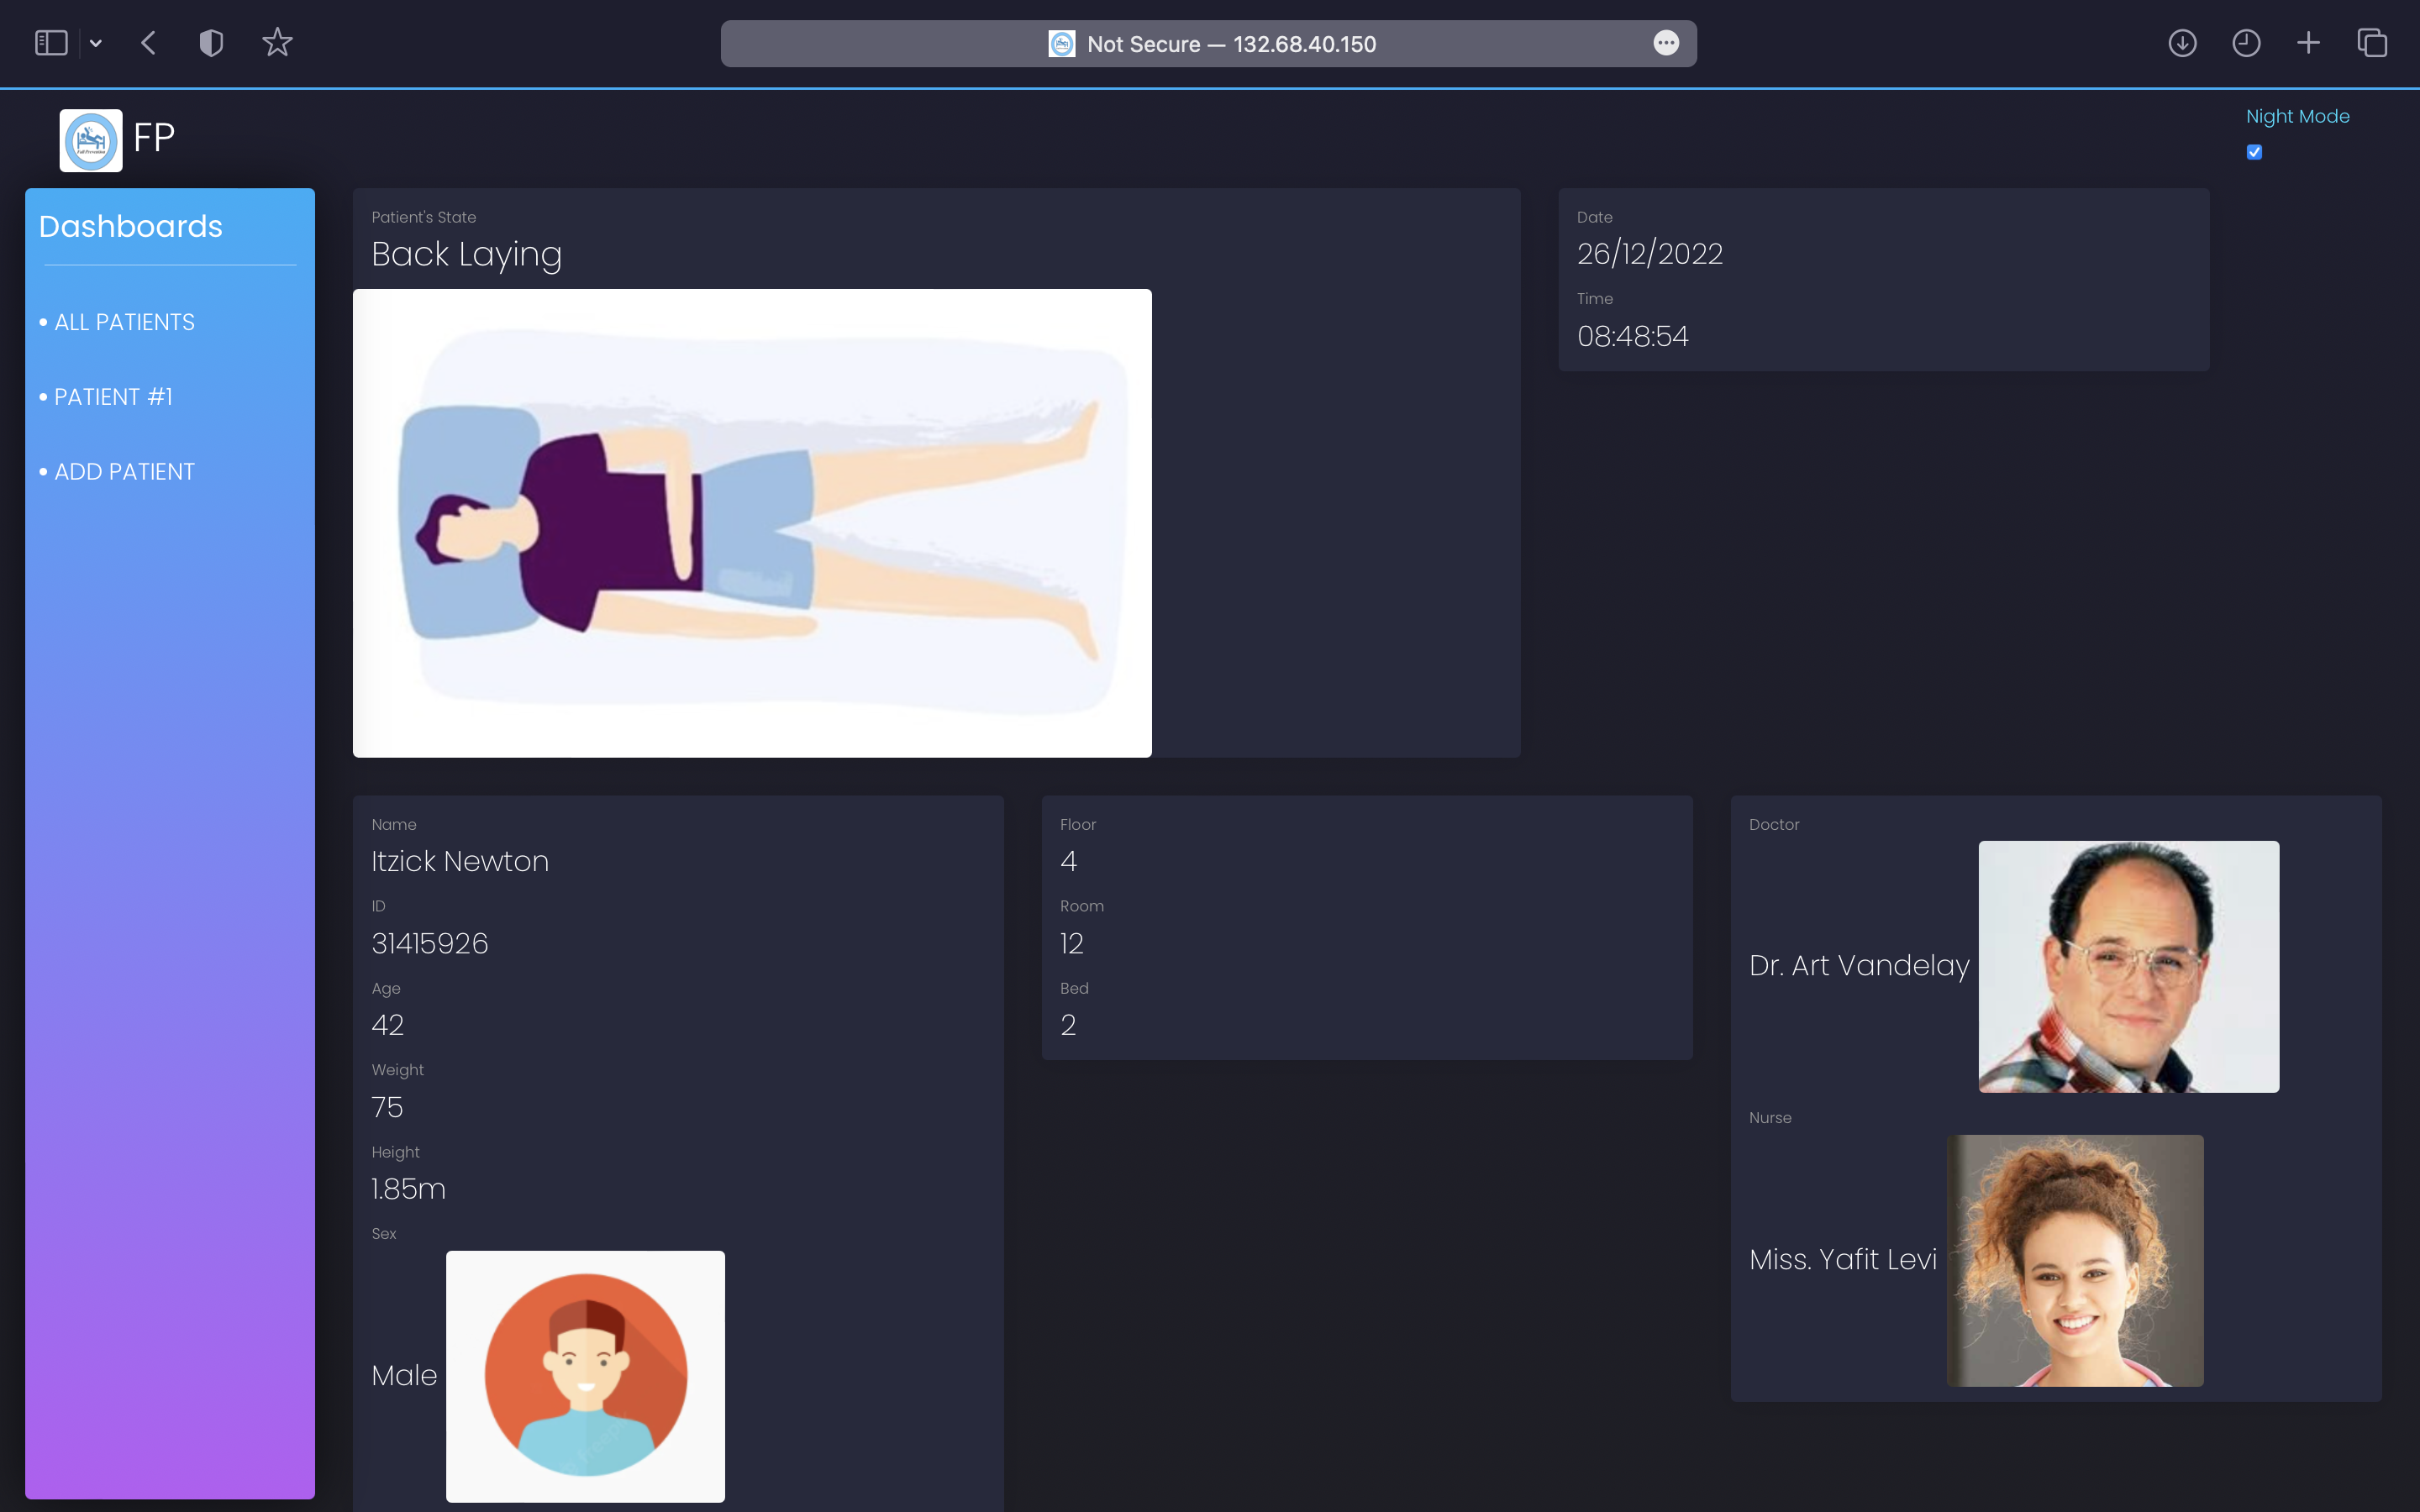 Not Secure — 132.68.40.150
FP
Night Mode
Dashboards
• ALL PATIENTS
• PATIENT #1
• ADD PATIENT
Patient's State
Back Laying
Date
26/12/2022
Time
08:48:54
Name
Itzick Newton
ID
31415926
Age
42
Weight
75
Height
1.85m
Sex
Male
Floor
4
Room
12
Bed
2
Doctor
Dr. Art Vandelay
Nurse
Miss. Yafit Levi